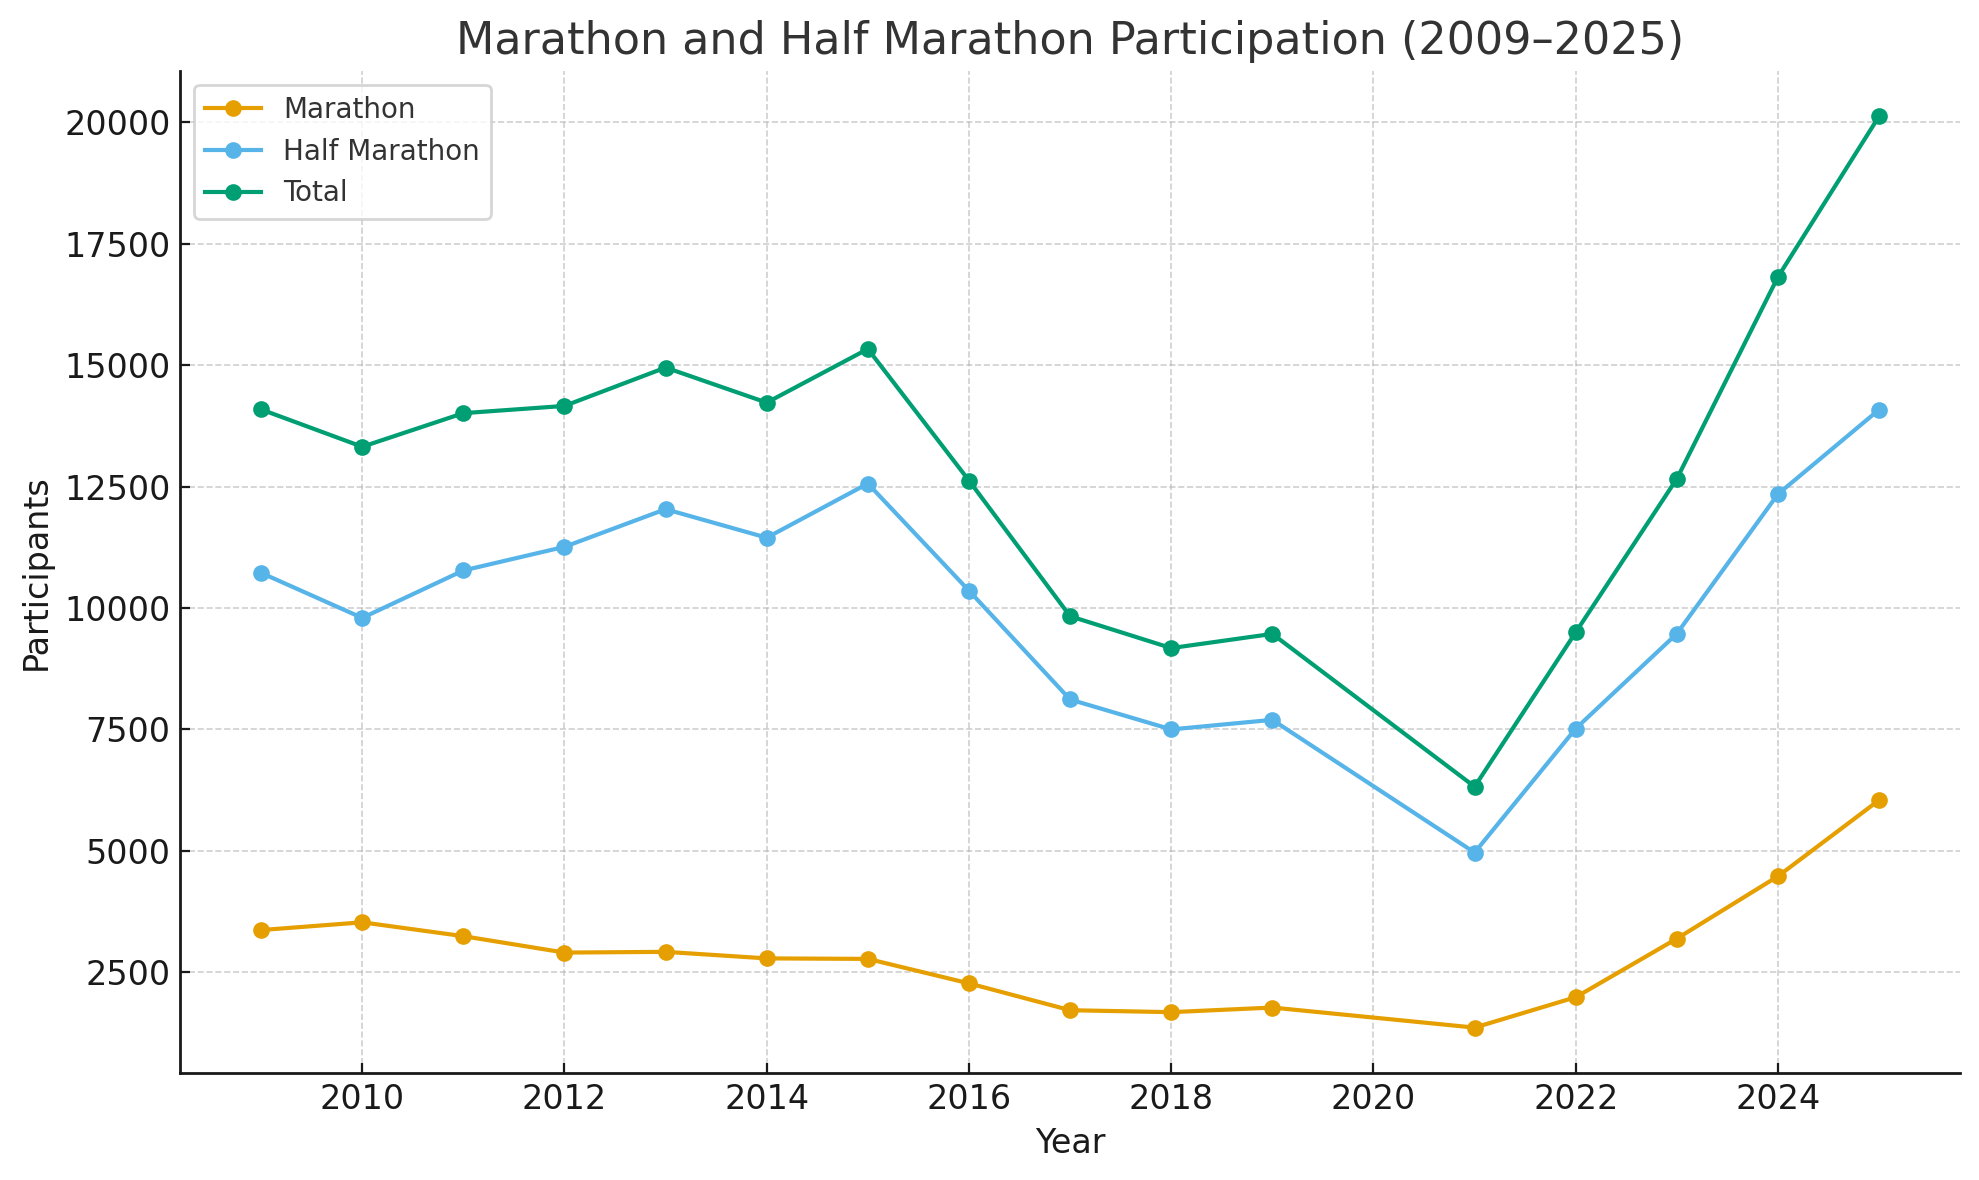 Marathon and Half Marathon Participation (2009–2025)
Marathon
Half Marathon
Total
20000
17500
15000
12500
10000
7500
5000
2500
Participants
2010
2012
2014
2016
2018
2020
2022
2024
Year